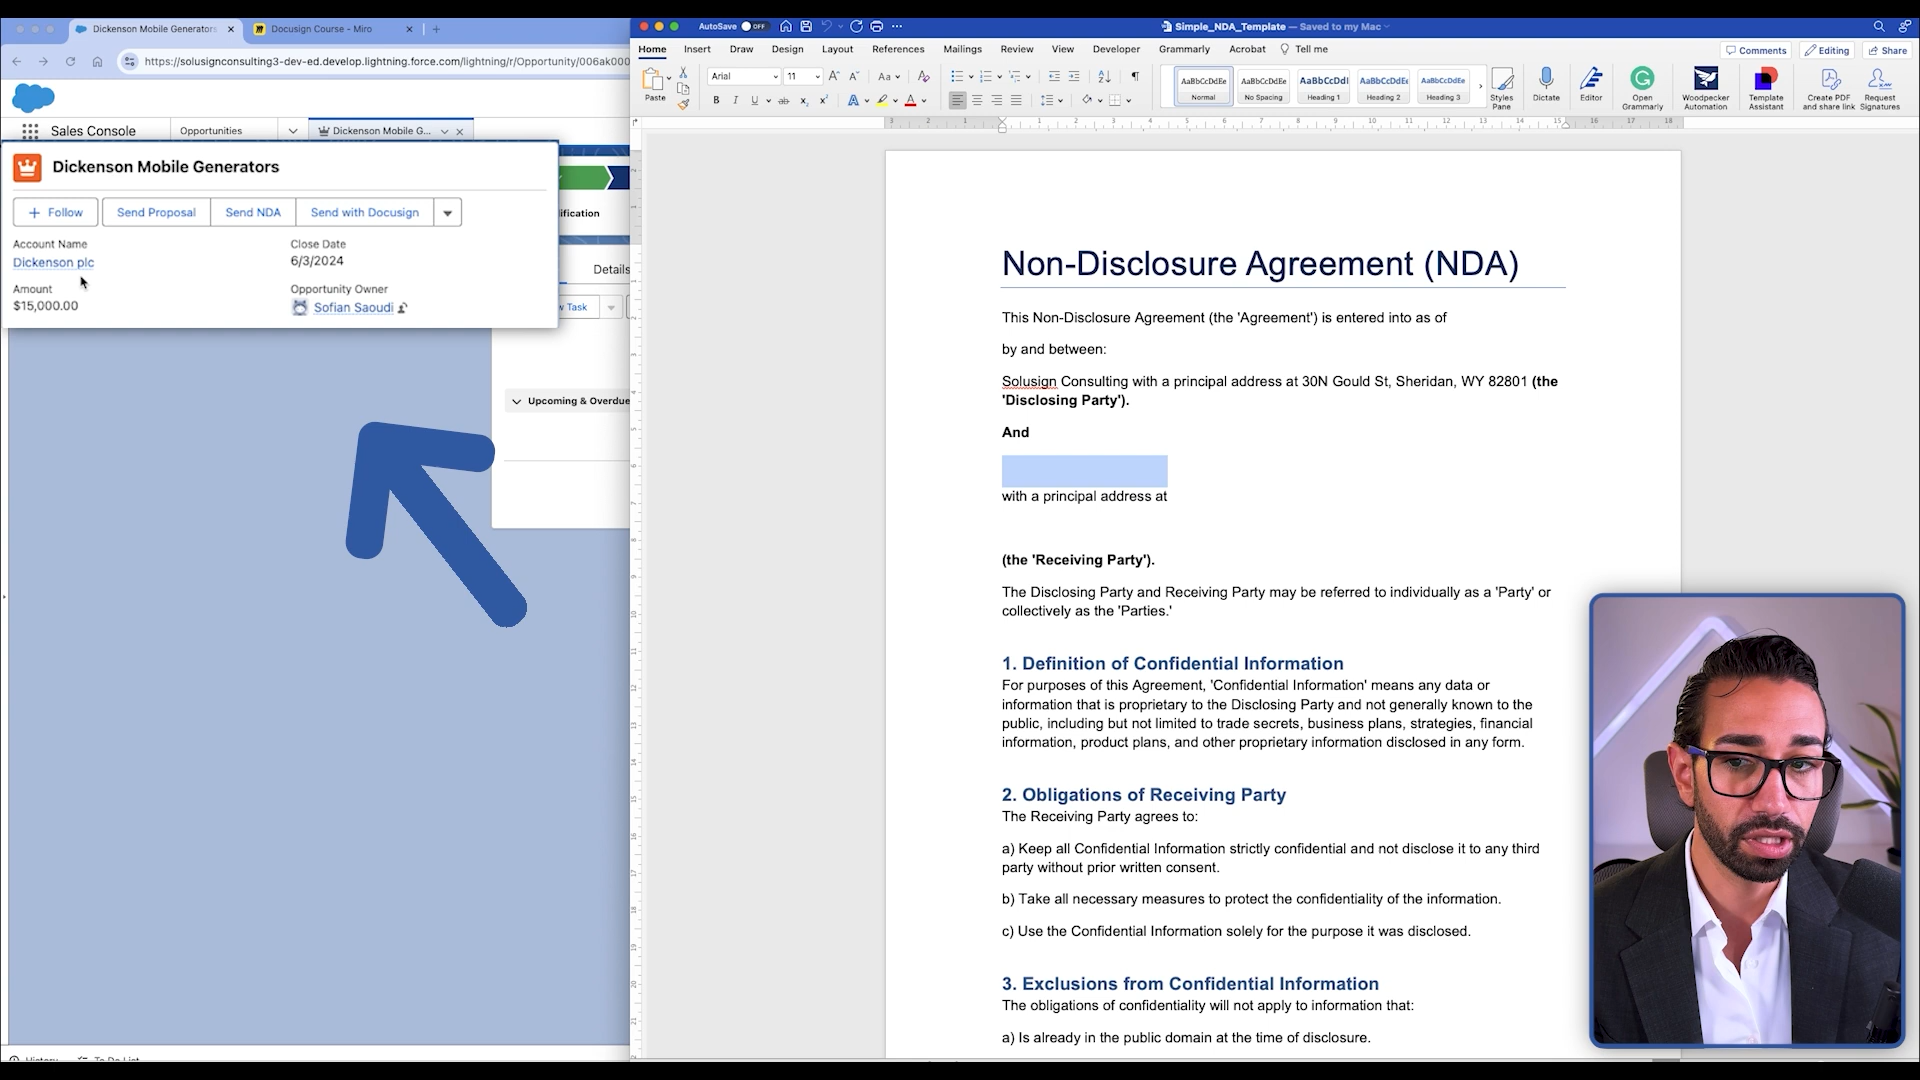 Dickenson Mobile Generators
Docusign Course - Miro
https://solusignconsulting3-dev-ed.develop.lightning.force.com/lightning/r/Opportunity/006ak000
Sales Console
Opportunities
Dickenson Mobile G...
Dickenson Mobile Generators
Follow
Send Proposal
Send NDA
Send with Docusign
Account Name
Close Date
Dickenson plc
6/3/2024
Amount
Opportunity Owner
$15,000.00
Sofian Saoudi
ification
Details
w Task
Upcoming & Overdue
History
To Do List
AutoSave OFF
Simple_NDA_Template — Saved to my Mac
Home Insert Draw Design Layout References Mailings Review View Developer Grammarly Acrobat Tell me
Comments Editing Share
Paste
Arial 11
AaBbCcDdEe Normal
AaBbCcDdEe No Spacing
AaBbCcDdI Heading 1
AaBbCcDdEe Heading 2
AaBbCcDdEe Heading 3
Styles Pane
Dictate
Editor
Open Grammarly
Woodpecker Automation
Template Assistant
Create PDF and share link
Request Signatures
Non-Disclosure Agreement (NDA)
This Non-Disclosure Agreement (the 'Agreement') is entered into as of
by and between:
Solusign Consulting with a principal address at 30N Gould St, Sheridan, WY 82801 (the
'Disclosing Party').
And
with a principal address at
(the 'Receiving Party').
The Disclosing Party and Receiving Party may be referred to individually as a 'Party' or
collectively as the 'Parties.'
1. Definition of Confidential Information
For purposes of this Agreement, 'Confidential Information' means any data or
information that is proprietary to the Disclosing Party and not generally known to the
public, including but not limited to trade secrets, business plans, strategies, financial
information, product plans, and other proprietary information disclosed in any form.
2. Obligations of Receiving Party
The Receiving Party agrees to:
a) Keep all Confidential Information strictly confidential and not disclose it to any third
party without prior written consent.
b) Take all necessary measures to protect the confidentiality of the information.
c) Use the Confidential Information solely for the purpose it was disclosed.
3. Exclusions from Confidential Information
The obligations of confidentiality will not apply to information that:
a) Is already in the public domain at the time of disclosure.